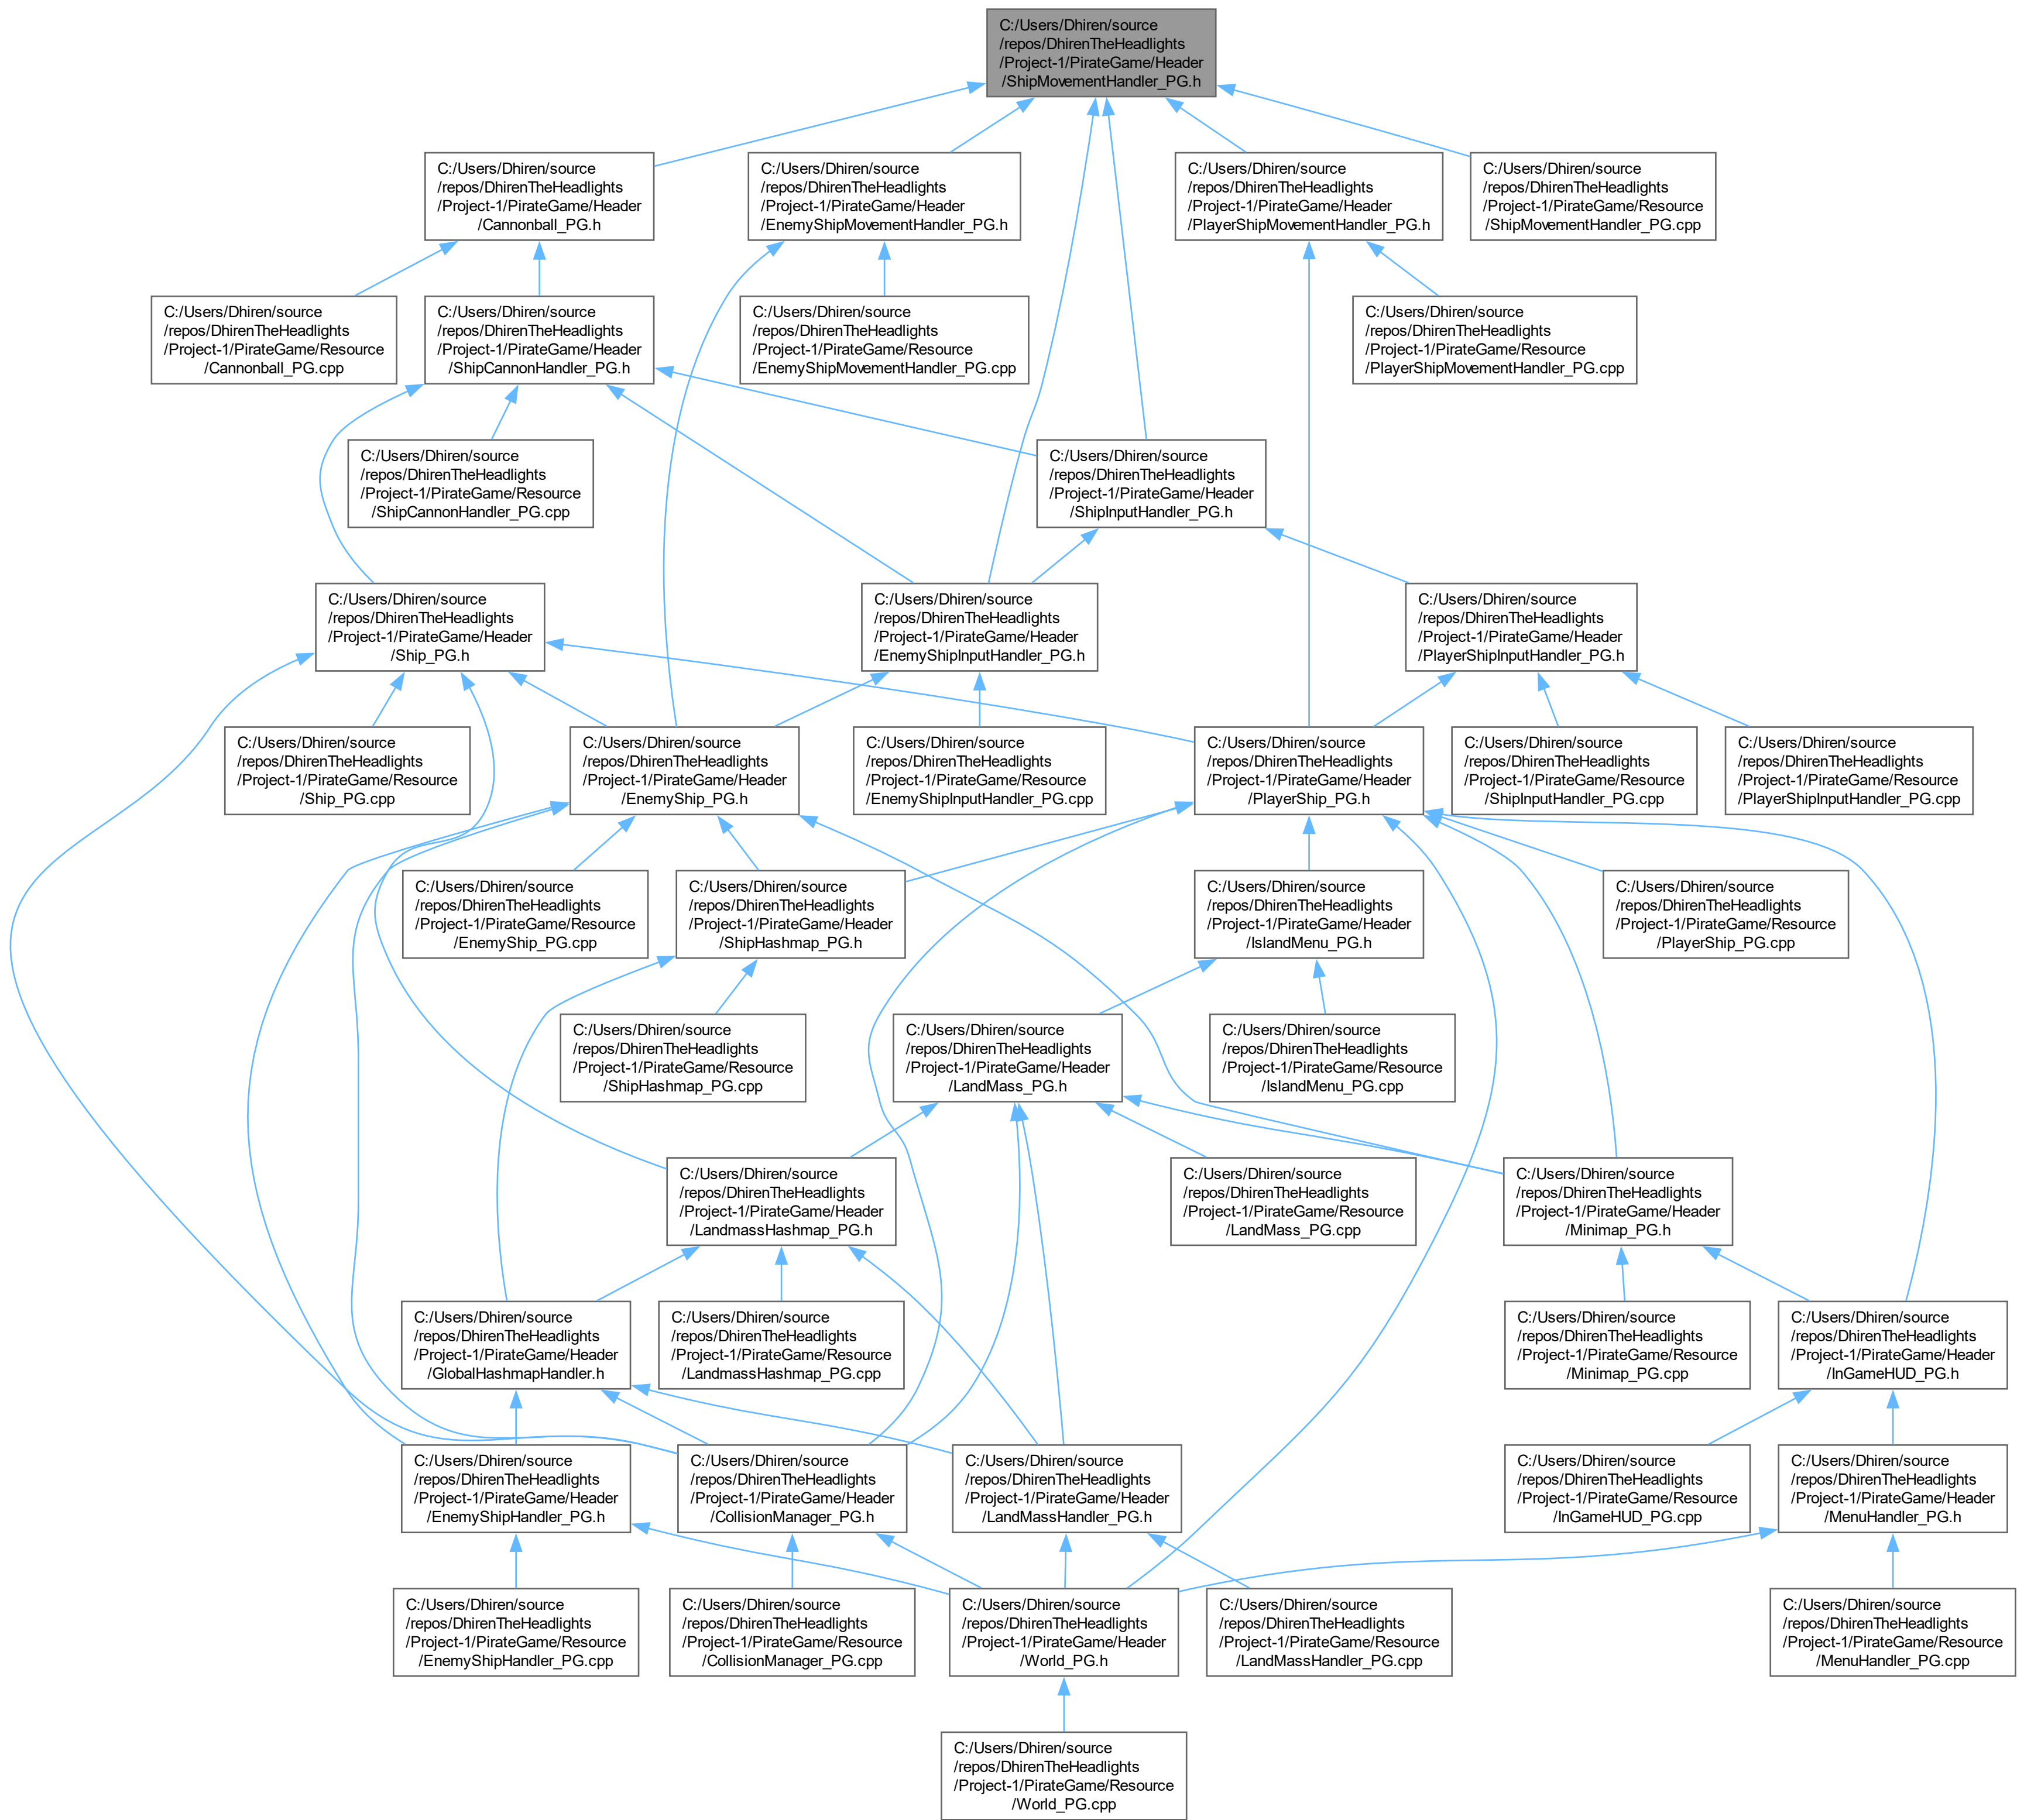 C:/Users/Dhiren/source
/repos/DhirenTheHeadlights
/Project-1/PirateGame/Header
/ShipMovementHandler_PG.h
C:/Users/Dhiren/source
/repos/DhirenTheHeadlights
/Project-1/PirateGame/Header
/Cannonball_PG.h
C:/Users/Dhiren/source
/repos/DhirenTheHeadlights
/Project-1/PirateGame/Header
/EnemyShipMovementHandler_PG.h
C:/Users/Dhiren/source
/repos/DhirenTheHeadlights
/Project-1/PirateGame/Header
/PlayerShipMovementHandler_PG.h
C:/Users/Dhiren/source
/repos/DhirenTheHeadlights
/Project-1/PirateGame/Resource
/ShipMovementHandler_PG.cpp
C:/Users/Dhiren/source
/repos/DhirenTheHeadlights
/Project-1/PirateGame/Resource
/Cannonball_PG.cpp
C:/Users/Dhiren/source
/repos/DhirenTheHeadlights
/Project-1/PirateGame/Header
/ShipCannonHandler_PG.h
C:/Users/Dhiren/source
/repos/DhirenTheHeadlights
/Project-1/PirateGame/Resource
/EnemyShipMovementHandler_PG.cpp
C:/Users/Dhiren/source
/repos/DhirenTheHeadlights
/Project-1/PirateGame/Resource
/PlayerShipMovementHandler_PG.cpp
C:/Users/Dhiren/source
/repos/DhirenTheHeadlights
/Project-1/PirateGame/Resource
/ShipCannonHandler_PG.cpp
C:/Users/Dhiren/source
/repos/DhirenTheHeadlights
/Project-1/PirateGame/Header
/ShipInputHandler_PG.h
C:/Users/Dhiren/source
/repos/DhirenTheHeadlights
/Project-1/PirateGame/Header
/Ship_PG.h
C:/Users/Dhiren/source
/repos/DhirenTheHeadlights
/Project-1/PirateGame/Header
/EnemyShipInputHandler_PG.h
C:/Users/Dhiren/source
/repos/DhirenTheHeadlights
/Project-1/PirateGame/Header
/PlayerShipInputHandler_PG.h
C:/Users/Dhiren/source
/repos/DhirenTheHeadlights
/Project-1/PirateGame/Resource
/Ship_PG.cpp
C:/Users/Dhiren/source
/repos/DhirenTheHeadlights
/Project-1/PirateGame/Header
/EnemyShip_PG.h
C:/Users/Dhiren/source
/repos/DhirenTheHeadlights
/Project-1/PirateGame/Resource
/EnemyShipInputHandler_PG.cpp
C:/Users/Dhiren/source
/repos/DhirenTheHeadlights
/Project-1/PirateGame/Header
/PlayerShip_PG.h
C:/Users/Dhiren/source
/repos/DhirenTheHeadlights
/Project-1/PirateGame/Resource
/ShipInputHandler_PG.cpp
C:/Users/Dhiren/source
/repos/DhirenTheHeadlights
/Project-1/PirateGame/Resource
/PlayerShipInputHandler_PG.cpp
C:/Users/Dhiren/source
/repos/DhirenTheHeadlights
/Project-1/PirateGame/Resource
/EnemyShip_PG.cpp
C:/Users/Dhiren/source
/repos/DhirenTheHeadlights
/Project-1/PirateGame/Header
/ShipHashmap_PG.h
C:/Users/Dhiren/source
/repos/DhirenTheHeadlights
/Project-1/PirateGame/Header
/IslandMenu_PG.h
C:/Users/Dhiren/source
/repos/DhirenTheHeadlights
/Project-1/PirateGame/Resource
/PlayerShip_PG.cpp
C:/Users/Dhiren/source
/repos/DhirenTheHeadlights
/Project-1/PirateGame/Resource
/ShipHashmap_PG.cpp
C:/Users/Dhiren/source
/repos/DhirenTheHeadlights
/Project-1/PirateGame/Header
/LandMass_PG.h
C:/Users/Dhiren/source
/repos/DhirenTheHeadlights
/Project-1/PirateGame/Resource
/IslandMenu_PG.cpp
C:/Users/Dhiren/source
/repos/DhirenTheHeadlights
/Project-1/PirateGame/Header
/LandmassHashmap_PG.h
C:/Users/Dhiren/source
/repos/DhirenTheHeadlights
/Project-1/PirateGame/Resource
/LandMass_PG.cpp
C:/Users/Dhiren/source
/repos/DhirenTheHeadlights
/Project-1/PirateGame/Header
/Minimap_PG.h
C:/Users/Dhiren/source
/repos/DhirenTheHeadlights
/Project-1/PirateGame/Header
/GlobalHashmapHandler.h
C:/Users/Dhiren/source
/repos/DhirenTheHeadlights
/Project-1/PirateGame/Resource
/LandmassHashmap_PG.cpp
C:/Users/Dhiren/source
/repos/DhirenTheHeadlights
/Project-1/PirateGame/Resource
/Minimap_PG.cpp
C:/Users/Dhiren/source
/repos/DhirenTheHeadlights
/Project-1/PirateGame/Header
/InGameHUD_PG.h
C:/Users/Dhiren/source
/repos/DhirenTheHeadlights
/Project-1/PirateGame/Header
/EnemyShipHandler_PG.h
C:/Users/Dhiren/source
/repos/DhirenTheHeadlights
/Project-1/PirateGame/Header
/CollisionManager_PG.h
C:/Users/Dhiren/source
/repos/DhirenTheHeadlights
/Project-1/PirateGame/Header
/LandMassHandler_PG.h
C:/Users/Dhiren/source
/repos/DhirenTheHeadlights
/Project-1/PirateGame/Resource
/InGameHUD_PG.cpp
C:/Users/Dhiren/source
/repos/DhirenTheHeadlights
/Project-1/PirateGame/Header
/MenuHandler_PG.h
C:/Users/Dhiren/source
/repos/DhirenTheHeadlights
/Project-1/PirateGame/Resource
/EnemyShipHandler_PG.cpp
C:/Users/Dhiren/source
/repos/DhirenTheHeadlights
/Project-1/PirateGame/Resource
/CollisionManager_PG.cpp
C:/Users/Dhiren/source
/repos/DhirenTheHeadlights
/Project-1/PirateGame/Header
/World_PG.h
C:/Users/Dhiren/source
/repos/DhirenTheHeadlights
/Project-1/PirateGame/Resource
/LandMassHandler_PG.cpp
C:/Users/Dhiren/source
/repos/DhirenTheHeadlights
/Project-1/PirateGame/Resource
/MenuHandler_PG.cpp
C:/Users/Dhiren/source
/repos/DhirenTheHeadlights
/Project-1/PirateGame/Resource
/World_PG.cpp